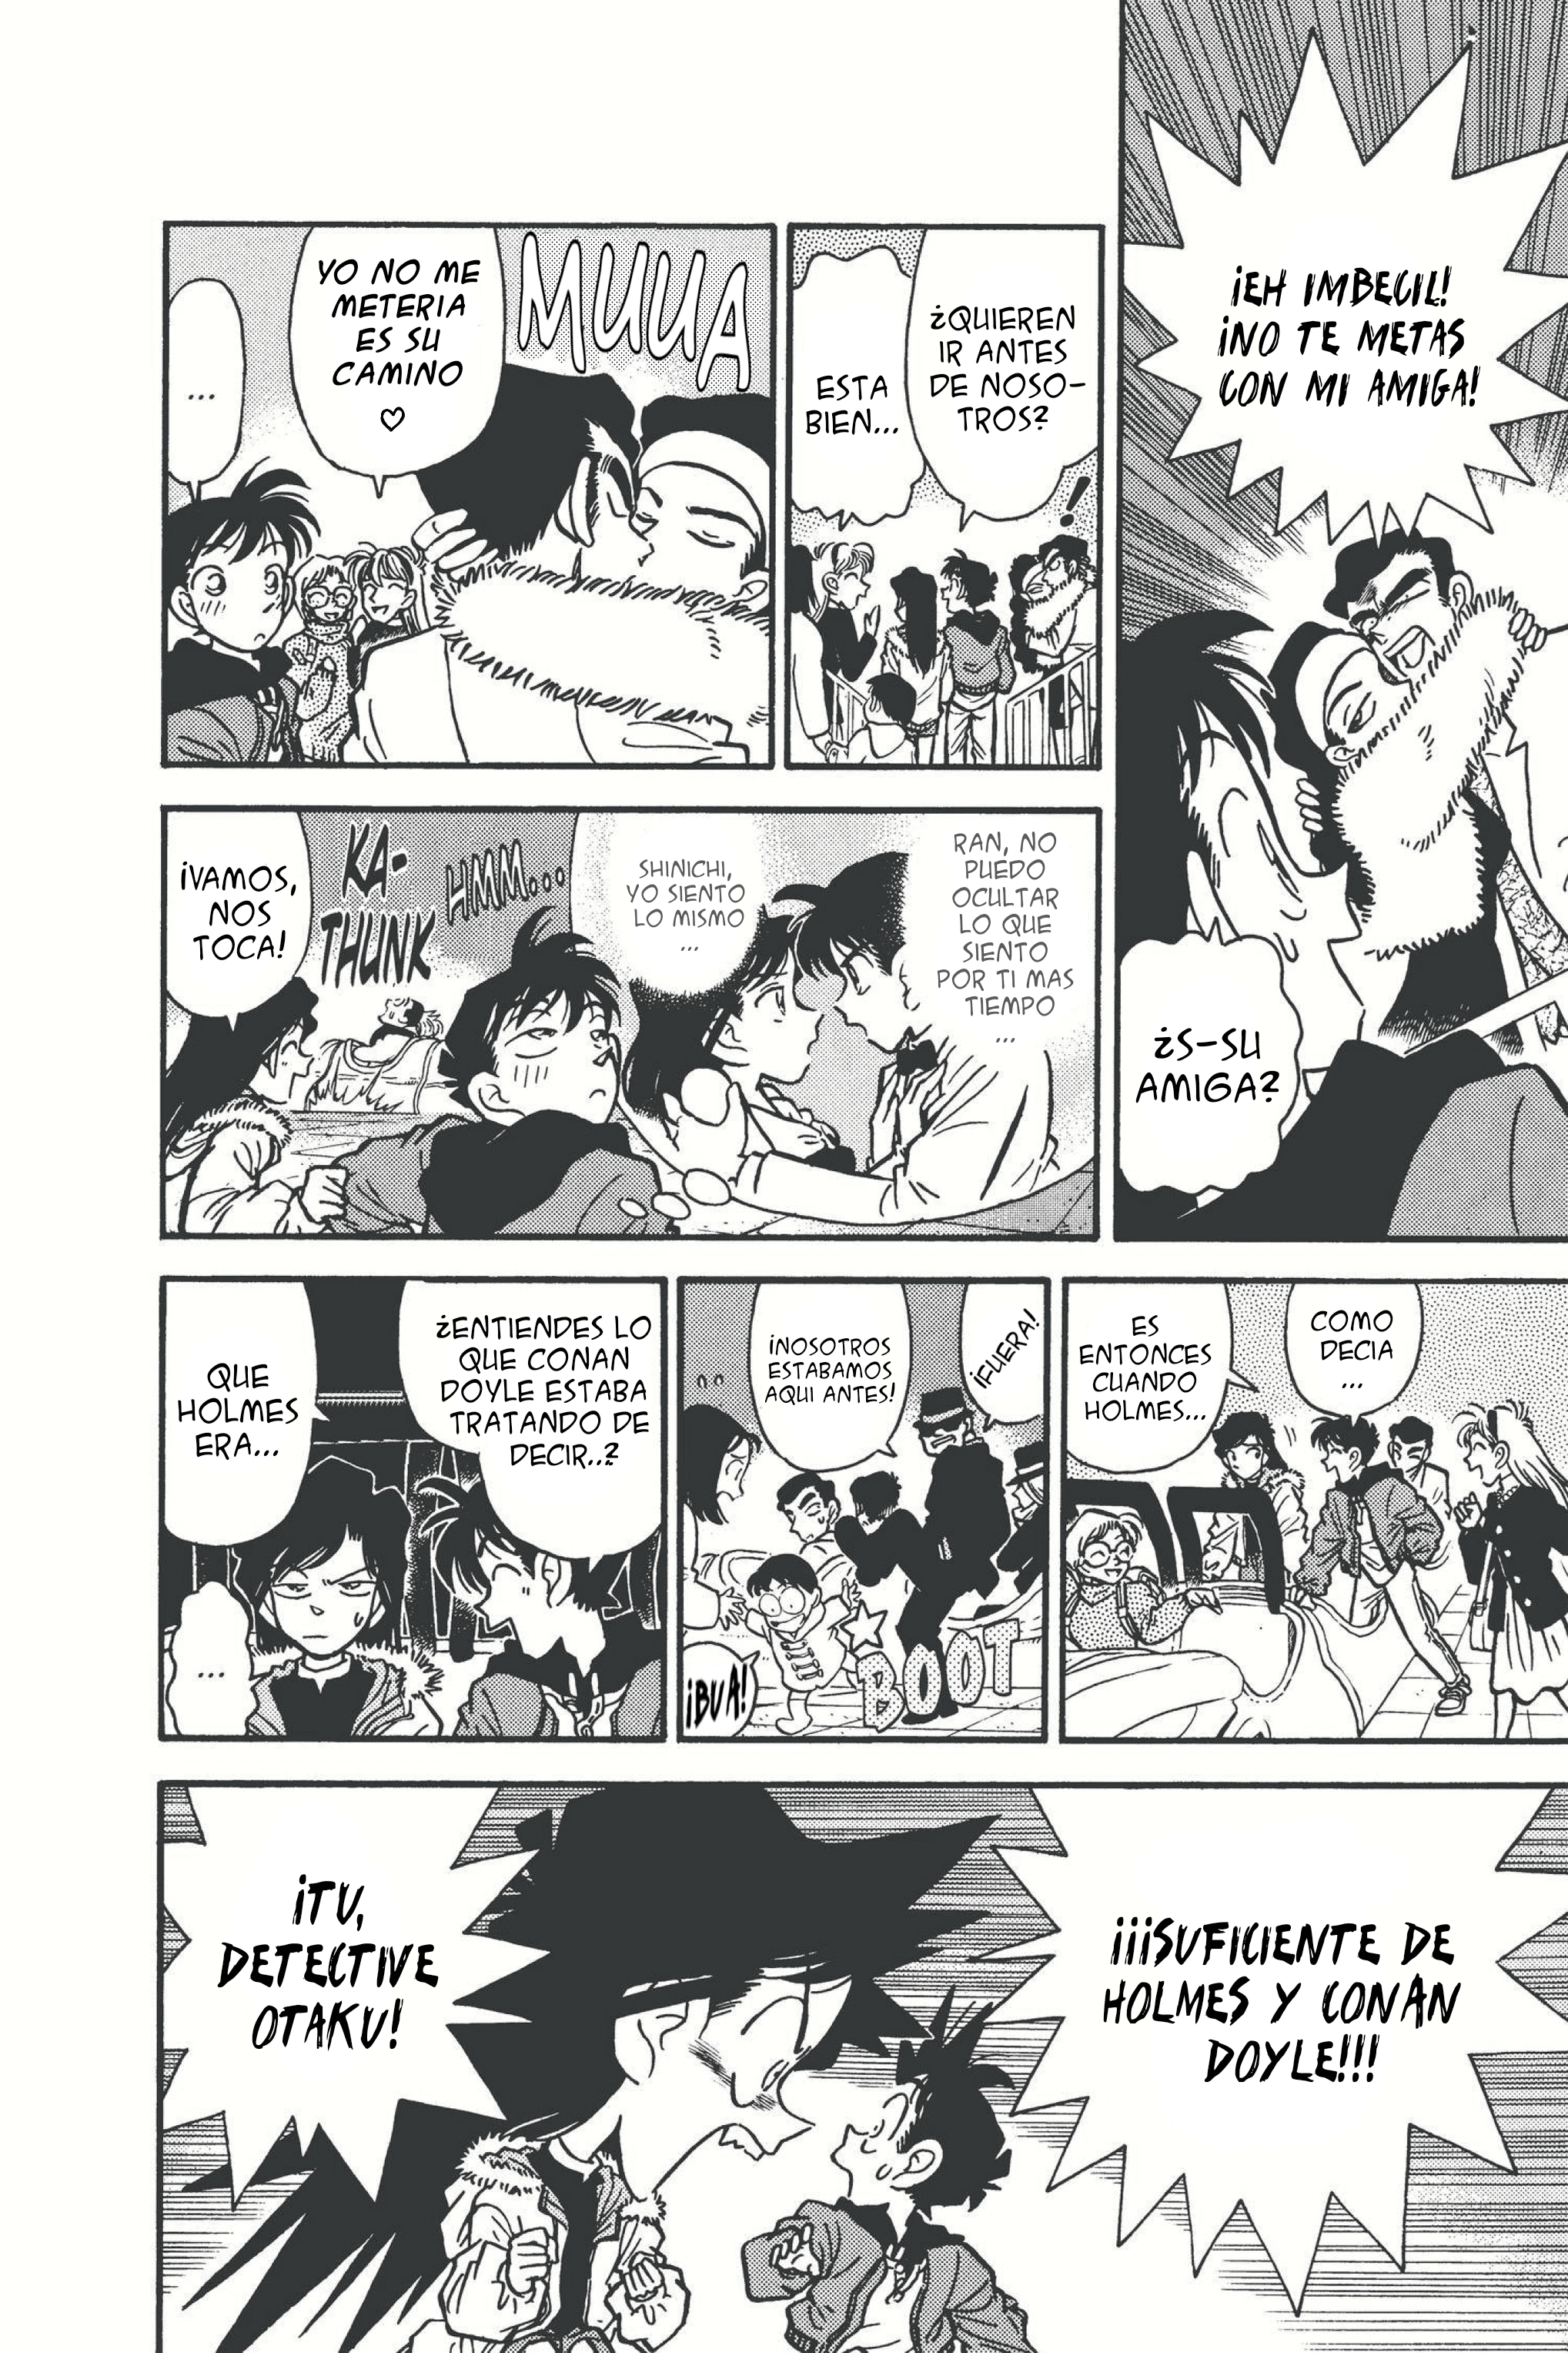 ¡EH IMBECIL!
¡NO TE METAS
CON MI AMIGA!
¿S-SU
AMIGA?
¿QUIEREN
IR ANTES
DE NOSO-
TROS?
ESTA
BIEN...
!
MUUA
YO NO ME
METERIA
ES SU
CAMINO
♡
...
RAN, NO
PUEDO
OCULTAR
LO QUE
SIENTO
POR TI MAS
TIEMPO
...
SHINICHI,
YO SIENTO
LO MISMO
...
HMM...
KA-
THUNK
¡VAMOS,
NOS
TOCA!
COMO
DECIA
...
ES
ENTONCES
CUANDO
HOLMES...
¡FUERA!
¡NOSOTROS
ESTABAMOS
AQUI ANTES!
BOOT
¡BUA!
¿ENTIENDES LO
QUE CONAN
DOYLE ESTABA
TRATANDO DE
DECIR..?
QUE
HOLMES
ERA...
...
¡¡¡SUFICIENTE DE
HOLMES Y CONAN
DOYLE!!!
¡TU,
DETECTIVE
OTAKU!